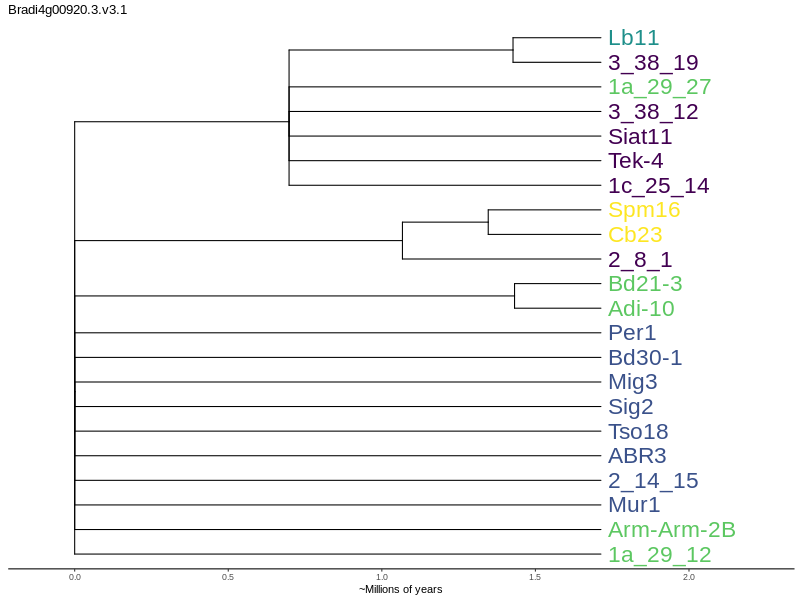 Bradi4g00920.3.v3.1
Lb11
3_38_19
1a_29_27
3_38_12
Siat11
Tek-4
1c_25_14
Spm16
Cb23
2_8_1
Bd21-3
Adi-10
Per1
Bd30-1
Mig3
Sig2
Tso18
ABR3
2_14_15
Mur1
Arm-Arm-2B
1a_29_12
0.0 0.5 1.0 1.5 2.0
~Millions of years